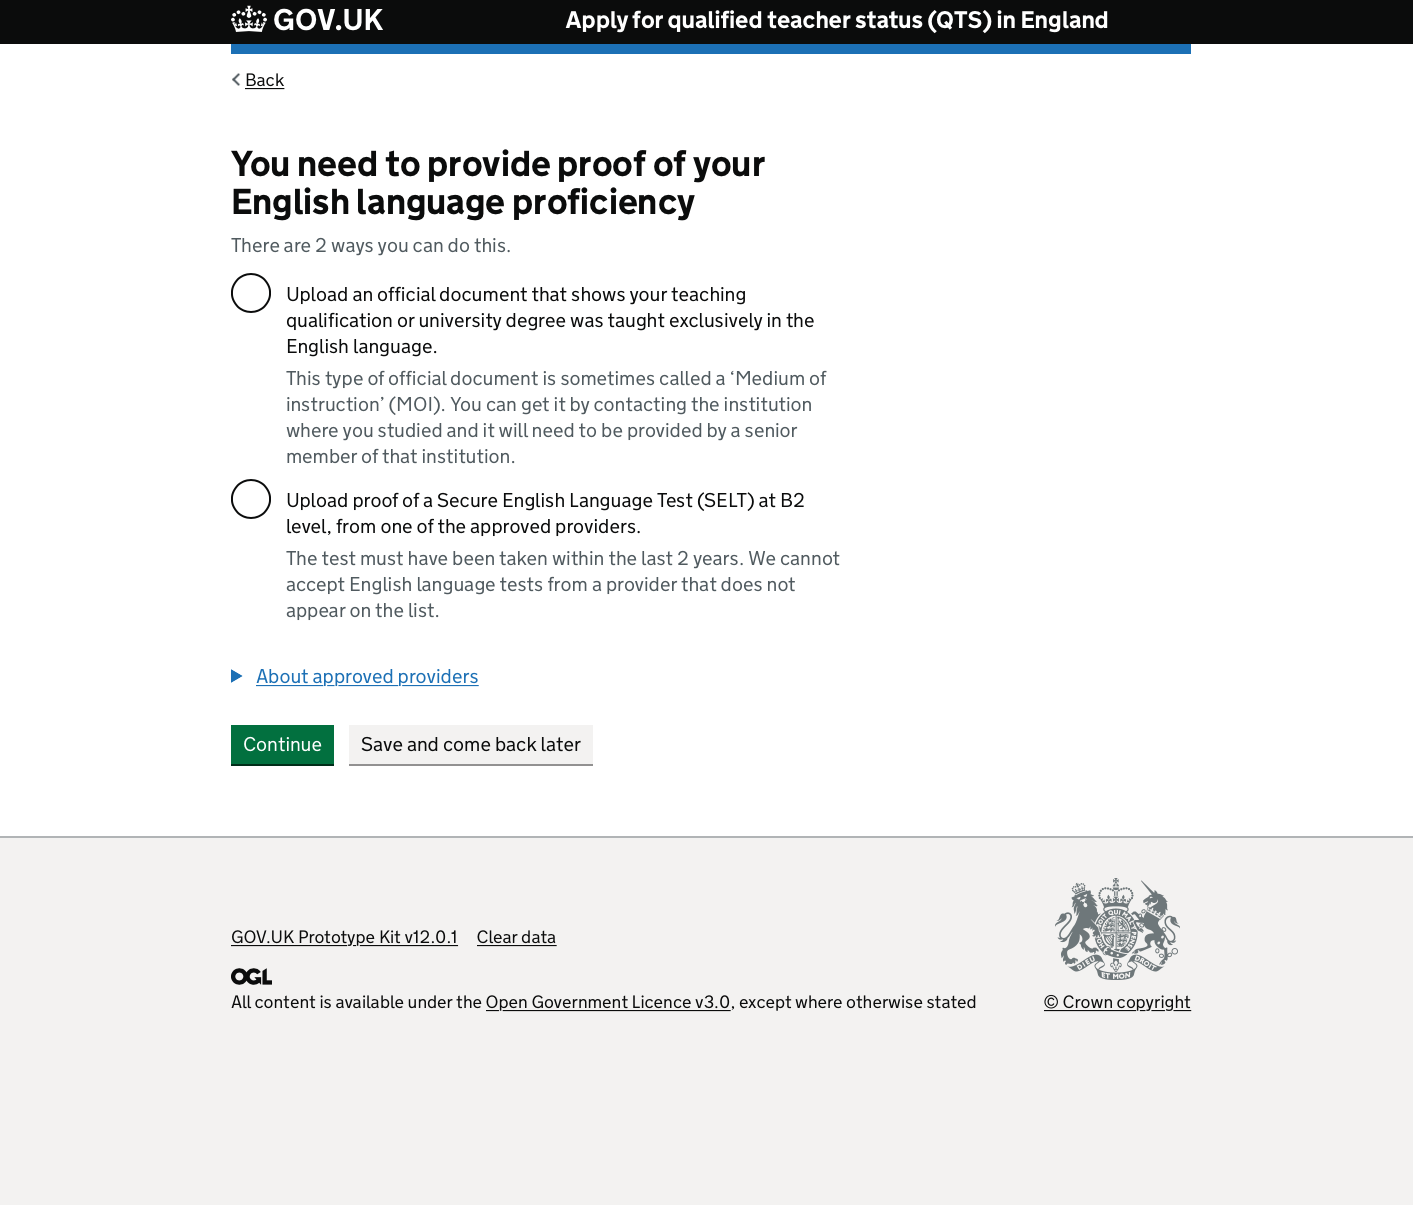 GOV.UK
Apply for qualified teacher status (QTS) in England
Back
You need to provide proof of your
English language proficiency
There are 2 ways you can do this.
Upload an official document that shows your teaching
qualification or university degree was taught exclusively in the
English language.
This type of official document is sometimes called a ‘Medium of
instruction’ (MOI). You can get it by contacting the institution
where you studied and it will need to be provided by a senior
member of that institution.
Upload proof of a Secure English Language Test (SELT) at B2
level, from one of the approved providers.
The test must have been taken within the last 2 years. We cannot
accept English language tests from a provider that does not
appear on the list.
About approved providers
Continue
Save and come back later
GOV.UK Prototype Kit v12.0.1
Clear data
OGL
All content is available under the Open Government Licence v3.0, except where otherwise stated
DIEU ET MON DROIT
© Crown copyright